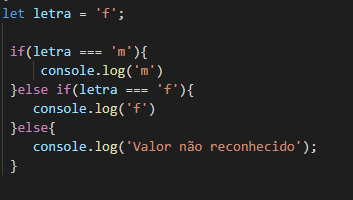 let letra = 'f';
if(letra === 'm'){
console.log('m')
}else if(letra === 'f'){
console.log('f')
}else{
console.log('Valor não reconhecido');
}